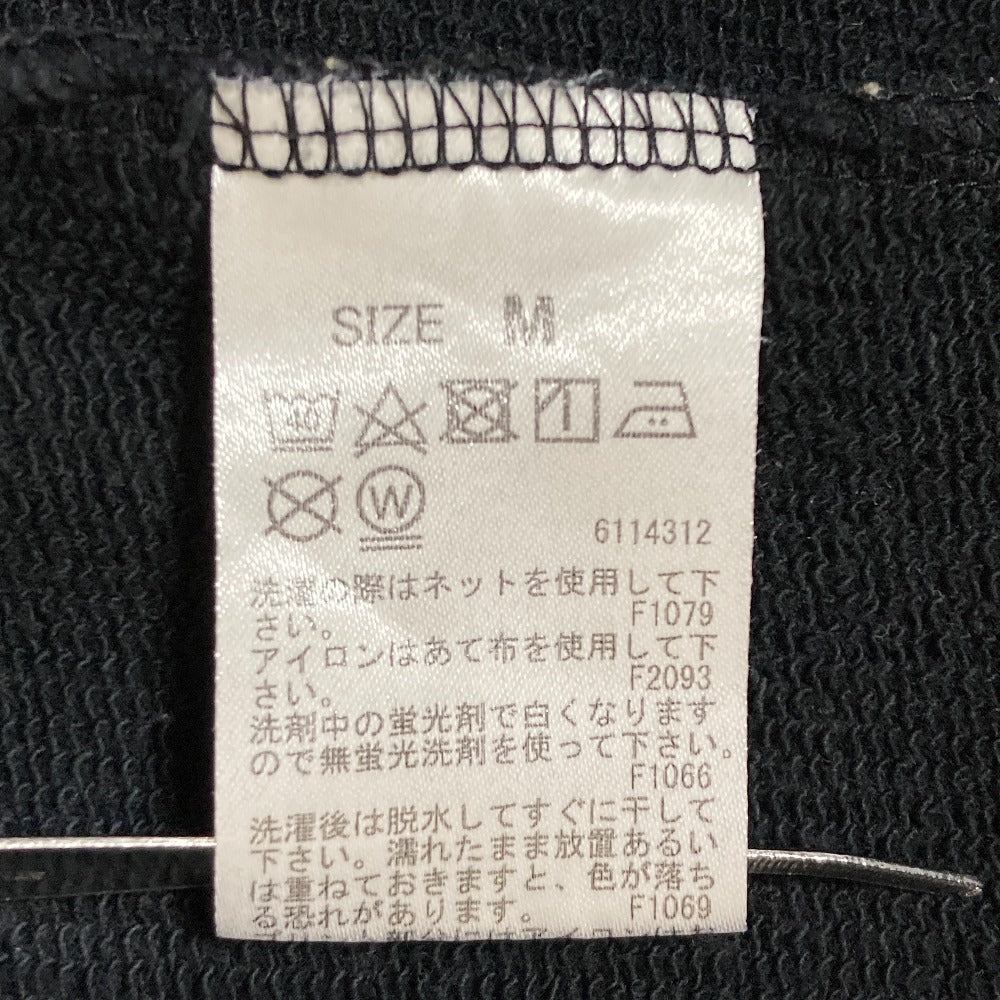 SIZE M
40
W
6114312
洗濯の際はネットを使用して下
さい。 F1079
アイロンはあて布を使用して下
さい。 F2093
洗剤中の蛍光剤で白くなります
ので無蛍光洗剤を使って下さい。
F1066
洗濯後は脱水してすぐに干して
下さい。濡れたまま放置あるい
は重ねておきますと、色が落ち
る恐れがあります。 F1069